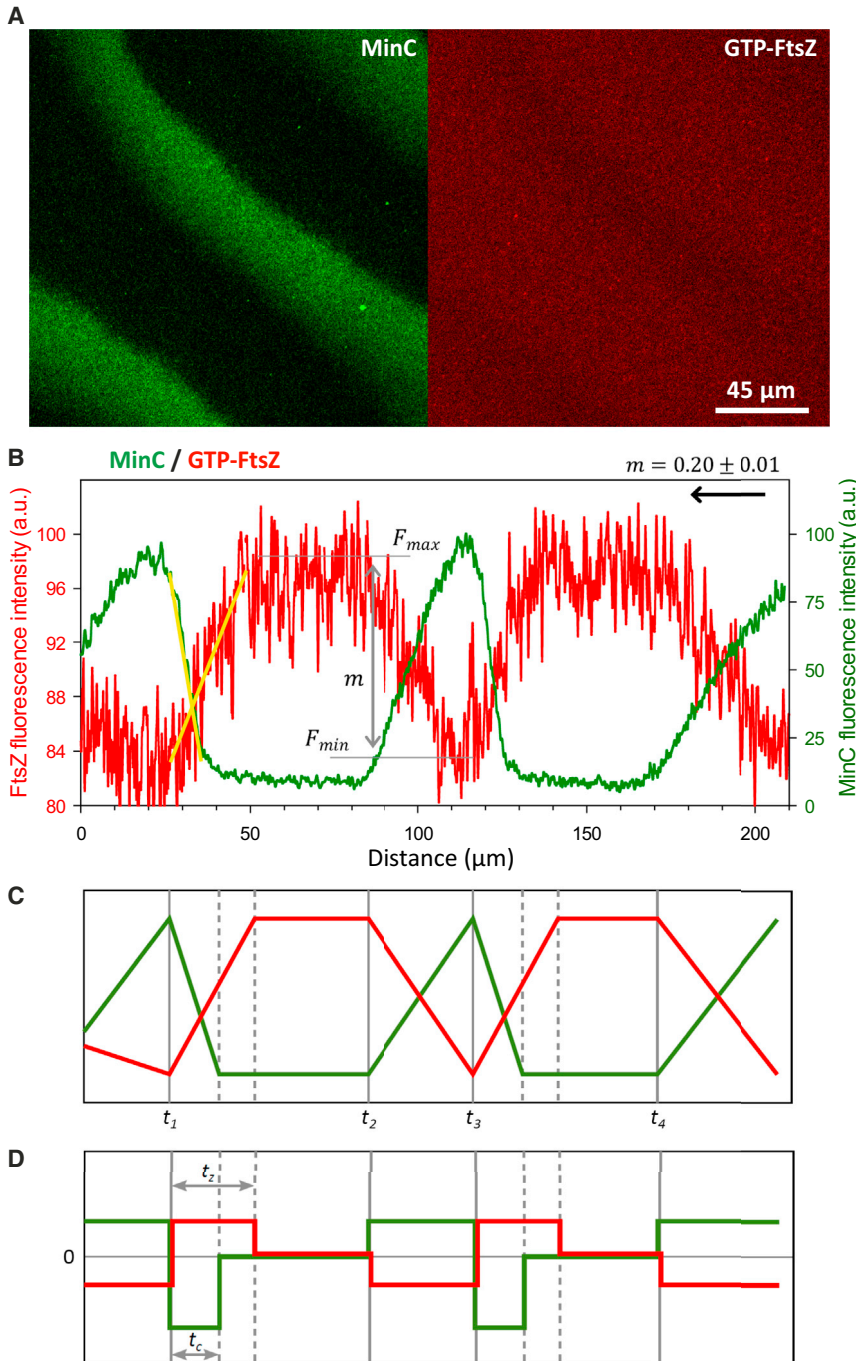 A
MinC
GTP-FtsZ
45 µm
B
MinC / GTP-FtsZ
m = 0.20 ± 0.01
FtsZ fluorescence intensity (a.u.)
100
96
92
88
84
80
F_max
m
F_min
MinC fluorescence intensity (a.u.)
100
75
50
25
0
0 50 100 150 200
Distance (µm)
C
t_1 t_2 t_3 t_4
D
t_z
0
t_c